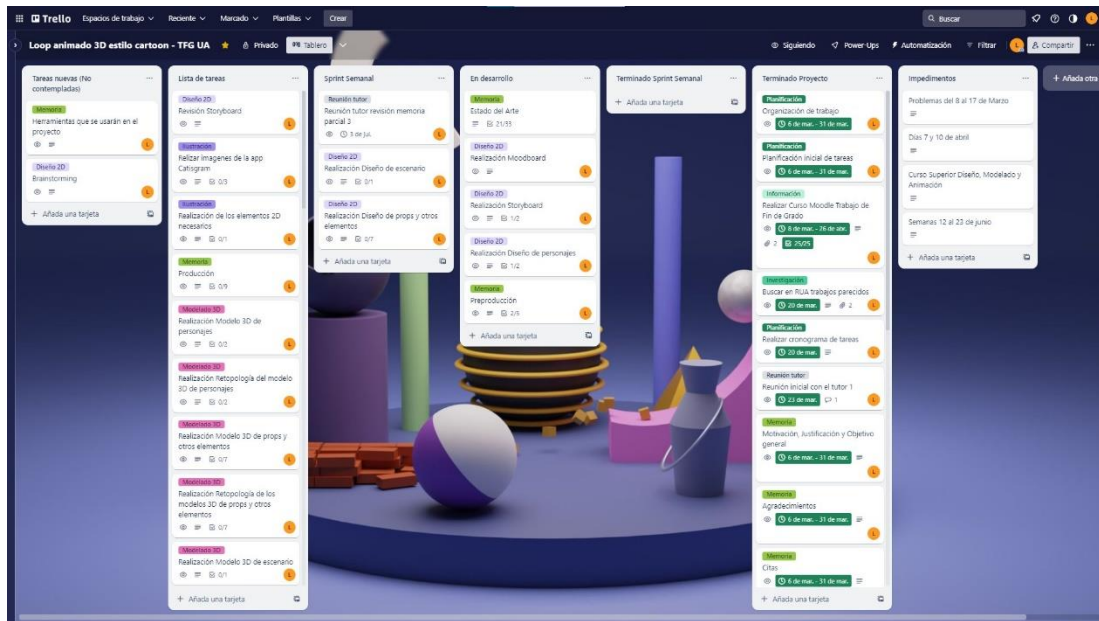 Trello
Espacios de trabajo
Reciente
Marcado
Plantillas
Crear
Buscar
Loop animado 3D estilo cartoon - TFG UA
Privado
Tablero
Siguiendo
Power-Ups
Automatización
Filtrar
L
Compartir
Tareas nuevas (No
contempladas)
Memoria
Herramientas que se usarán en el
proyecto
L
Diseño 2D
Brainstorming
L
+ Añada una tarjeta
Lista de tareas
Diseño 2D
Revisión Storyboard
L
Ilustración
Relizar imagenes de la app
Catisgram
0/3
L
Ilustración
Realización de los elementos 2D
necesarios
0/1
L
Memoria
Producción
0/9
L
Modelado 3D
Realización Modelo 3D de
personajes
0/2
L
Modelado 3D
Realización Retopología del modelo
3D de personajes
0/2
L
Modelado 3D
Realización Modelo 3D de props y
otros elementos
0/7
L
Modelado 3D
Realización Retopología de los
modelos 3D de props y otros
elementos
0/7
L
Modelado 3D
Realización Modelo 3D de escenario
0/1
L
+ Añada una tarjeta
Sprint Semanal
Reunión tutor
Reunión tutor revisión memoria
parcial 3
3 de jul.
L
Diseño 2D
Realización Diseño de escenario
0/1
L
Diseño 2D
Realización Diseño de props y otros
elementos
0/7
L
+ Añada una tarjeta
En desarrollo
Memoria
Estado del Arte
21/33
L
Diseño 2D
Realización Moodboard
L
Diseño 2D
Realización Storyboard
1/2
L
Diseño 2D
Realización Diseño de personajes
1/2
L
Memoria
Preproducción
2/5
L
+ Añada una tarjeta
Terminado Sprint Semanal
+ Añada una tarjeta
Terminado Proyecto
Planificación
Organización de trabajo
6 de mar. - 31 de mar.
L
Planificación
Planificación inicial de tareas
6 de mar. - 31 de mar.
L
Información
Realizar Curso Moodle Trabajo de
Fin de Grado
8 de mar. - 26 de abr.
2
25/25
L
Investigación
Buscar en RUA trabajos parecidos
20 de mar.
2
L
Planificación
Realizar cronograma de tareas
20 de mar.
L
Reunión tutor
Reunión inicial con el tutor 1
23 de mar.
1
L
Memoria
Motivación, Justificación y Objetivo
general
6 de mar. - 31 de mar.
L
Memoria
Agradecimientos
6 de mar. - 31 de mar.
L
Memoria
Citas
6 de mar. - 31 de mar.
+ Añada una tarjeta
Impedimentos
Problemas del 8 al 17 de Marzo
Días 7 y 10 de abril
Curso Superior Diseño, Modelado y
Animación
Semanas 12 al 23 de junio
+ Añada una tarjeta
+ Añada otra